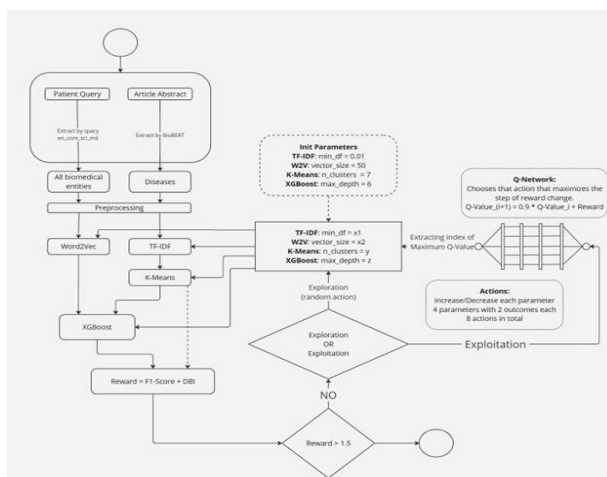 Patient Query
Article Abstract
Extract by spacy
en_core_sci_md
Extract by BioBERT
All biomedical
entities
Diseases
Preprocessing
Word2Vec
TF-IDF
K-Means
XGBoost
Reward = F1-Score + DBI
Init Parameters
TF-IDF: min_df = 0.01
W2V: vector_size = 50
K-Means: n_clusters = 7
XGBoost: max_depth = 6
TF-IDF: min_df = x1
W2V: vector_size = x2
K-Means: n_clusters = y
XGBoost: max_depth = z
Extracting index of
Maximum Q-Value
Q-Network:
Chooses that action that maximizes the
step of reward change.
Q-Value_(i+1) = 0.9 * Q-Value_i + Reward
Actions:
Increase/Decrease each parameter
4 parameters with 2 outcomes each
8 actions in total
Exploration
(random action)
Exploration
OR
Exploitation
Exploitation
NO
Reward > 1.5